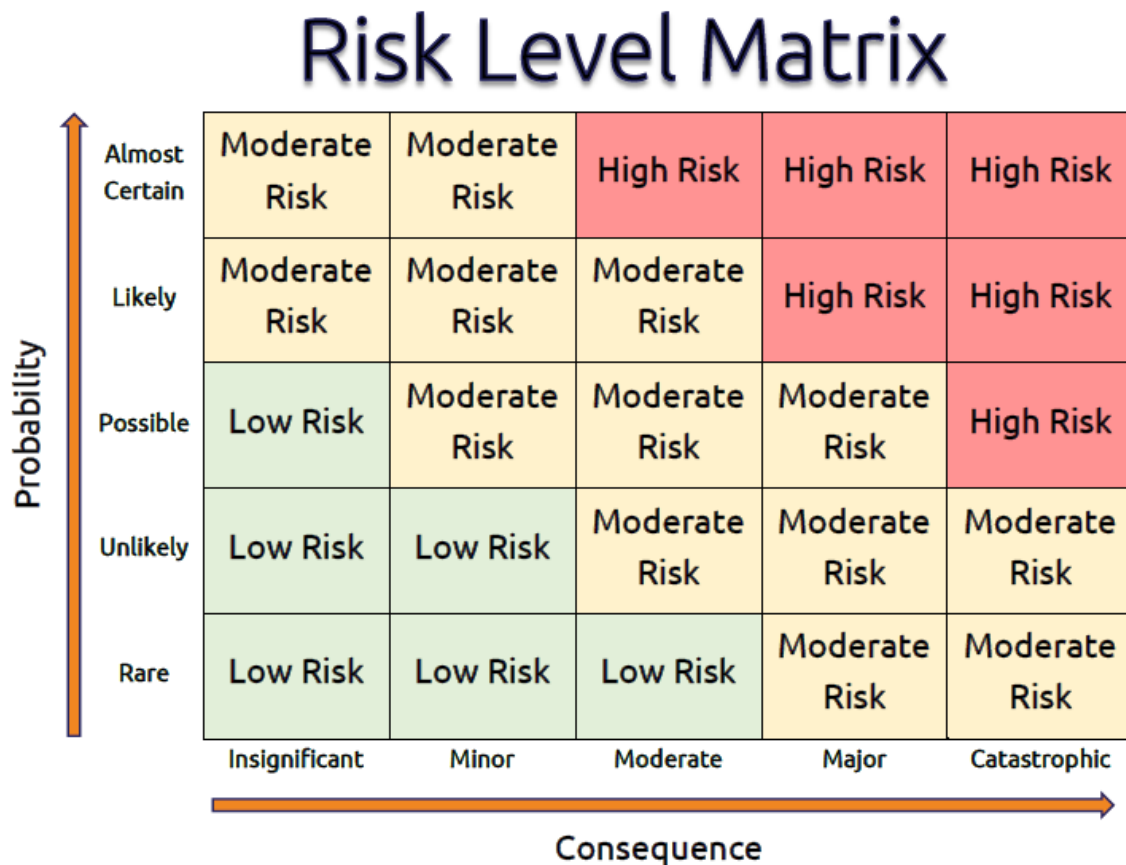 Risk Level Matrix
Almost
Certain
Moderate
Risk
Moderate
Risk
High Risk
High Risk
High Risk
Likely
Moderate
Risk
Moderate
Risk
Moderate
Risk
High Risk
High Risk
Probability
Possible
Low Risk
Moderate
Risk
Moderate
Risk
Moderate
Risk
High Risk
Unlikely
Low Risk
Low Risk
Moderate
Risk
Moderate
Risk
Moderate
Risk
Rare
Low Risk
Low Risk
Low Risk
Moderate
Risk
Moderate
Risk
Insignificant
Minor
Moderate
Major
Catastrophic
Consequence